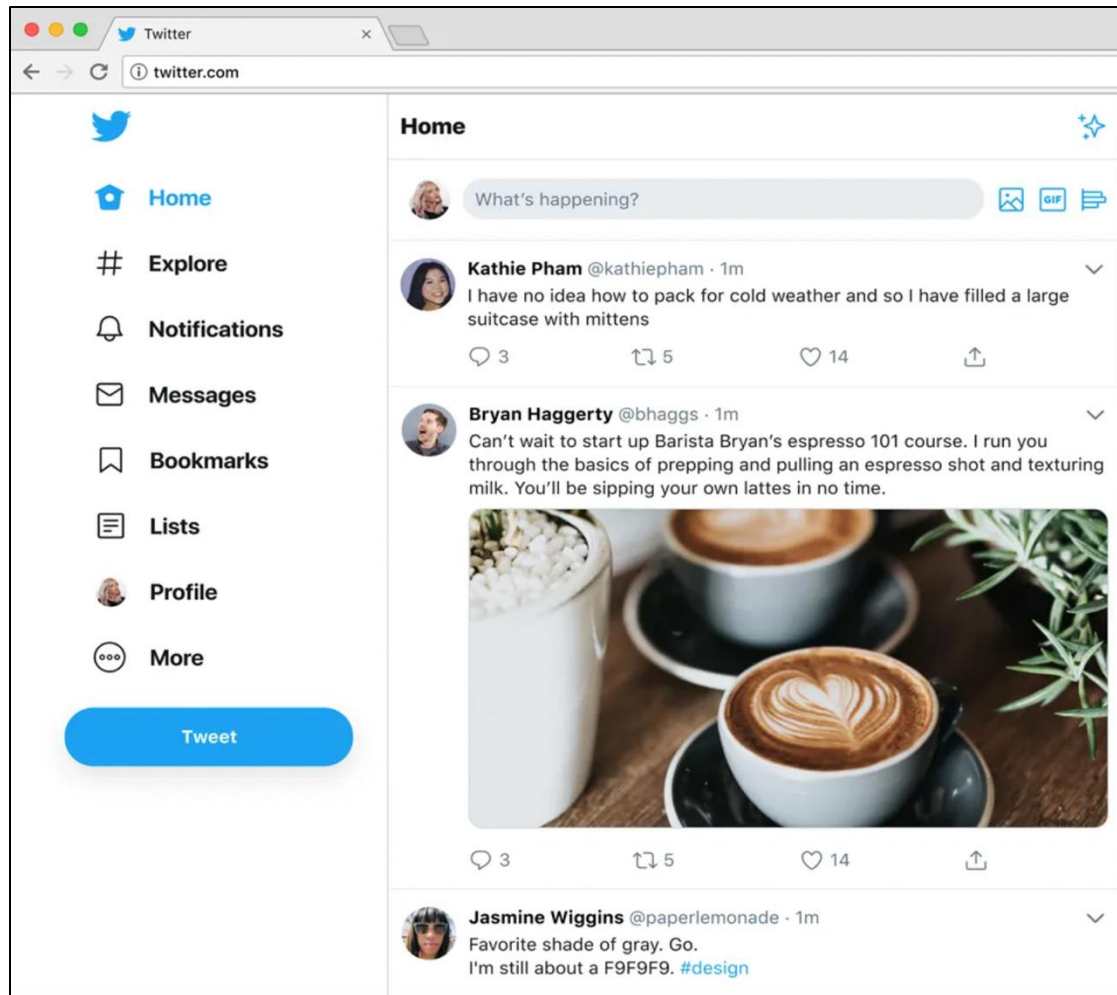 Twitter
twitter.com
Home
Explore
Notifications
Messages
Bookmarks
Lists
Profile
More
Tweet
Home
What's happening?
GIF
Kathie Pham @kathiepham · 1m
I have no idea how to pack for cold weather and so I have filled a large
suitcase with mittens
3 5 14
Bryan Haggerty @bhaggs · 1m
Can't wait to start up Barista Bryan's espresso 101 course. I run you
through the basics of prepping and pulling an espresso shot and texturing
milk. You'll be sipping your own lattes in no time.
3 5 14
Jasmine Wiggins @paperlemonade · 1m
Favorite shade of gray. Go.
I'm still about a F9F9F9. #design